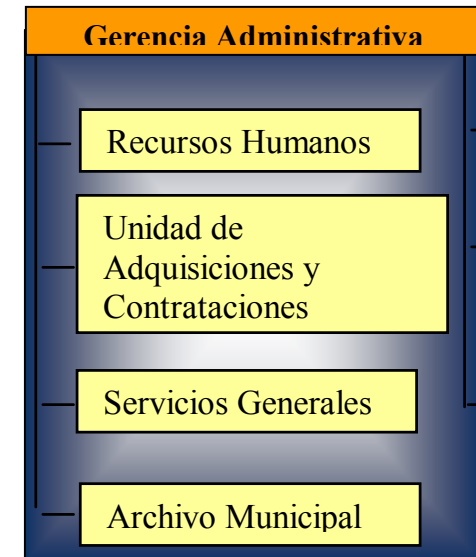 Gerencia Administrativa
Recursos Humanos
Unidad de
Adquisiciones y
Contrataciones
Servicios Generales
Archivo Municipal